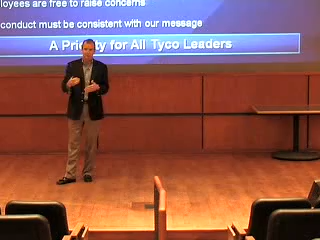 ployees are free to raise concerns
conduct must be consistent with our message
A Priority for All Tyco Leaders